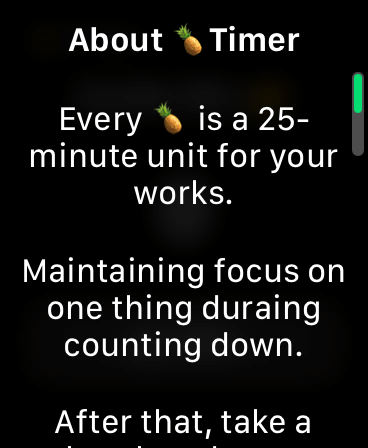 About 🍍 Timer
Every 🍍 is a 25-
minute unit for your
works.
Maintaining focus on
one thing duraing
counting down.
After that, take a